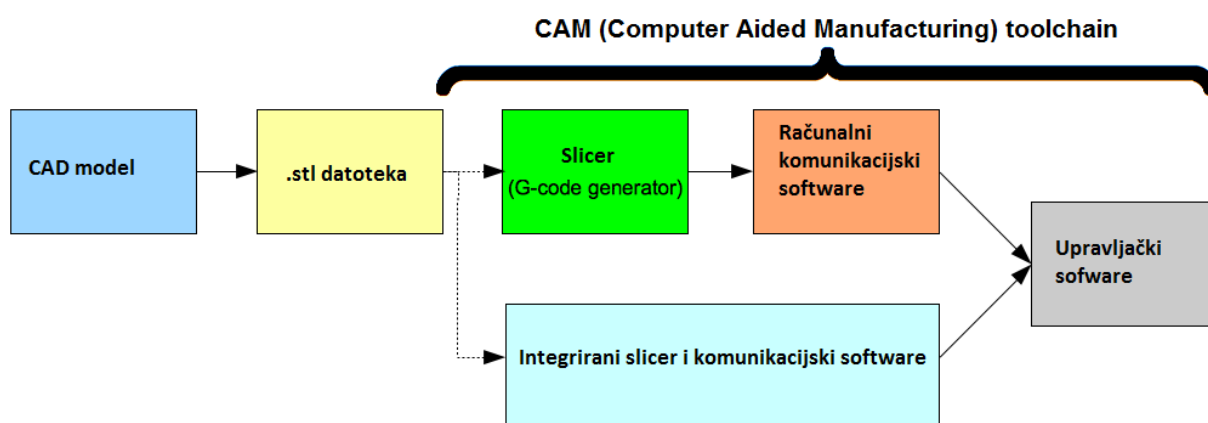 CAM (Computer Aided Manufacturing) toolchain
CAD model
.stl datoteka
Slicer
(G-code generator)
Računalni
komunikacijski
software
Integrirani slicer i komunikacijski software
Upravljački
sofware